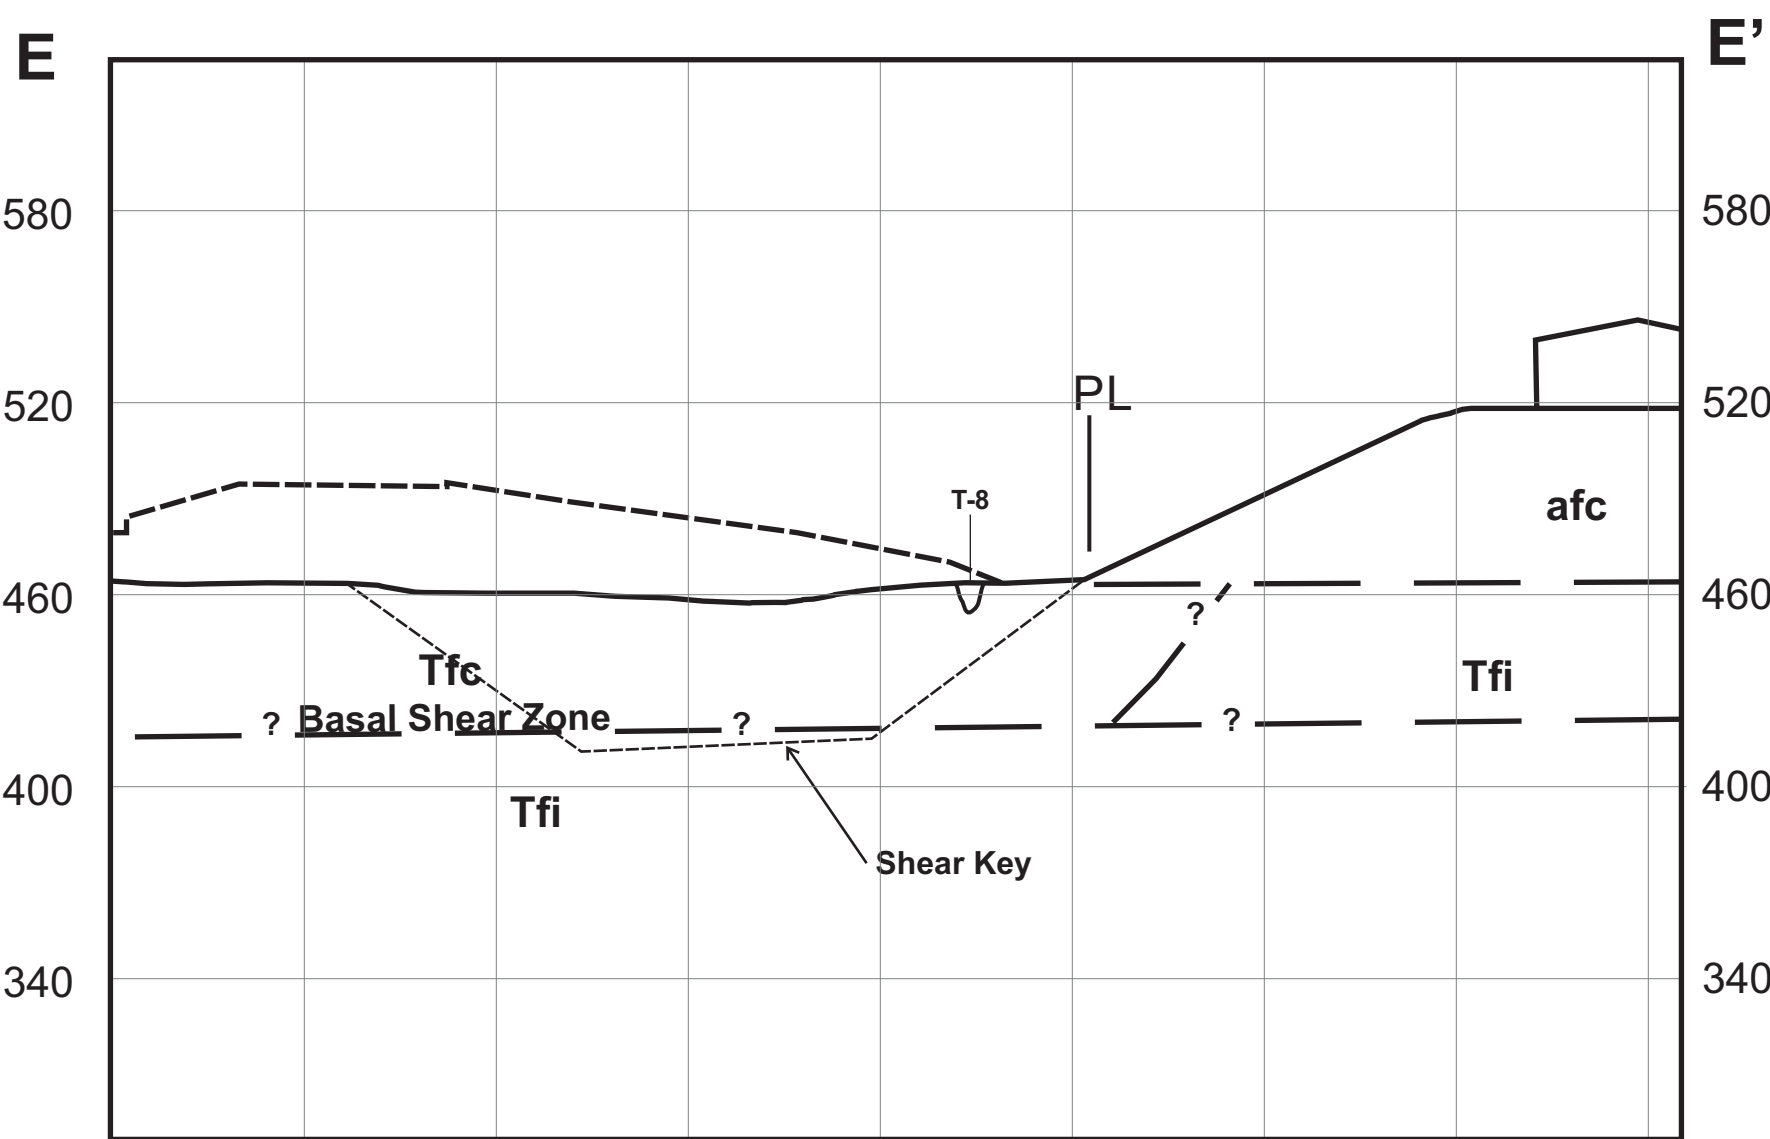 E E’
580 580
PL
520 520
T-8
afc
460 460
?
Tfc Tfi
? Basal Shear Zone ? ?
400 400
Tfi
Shear Key
340 340